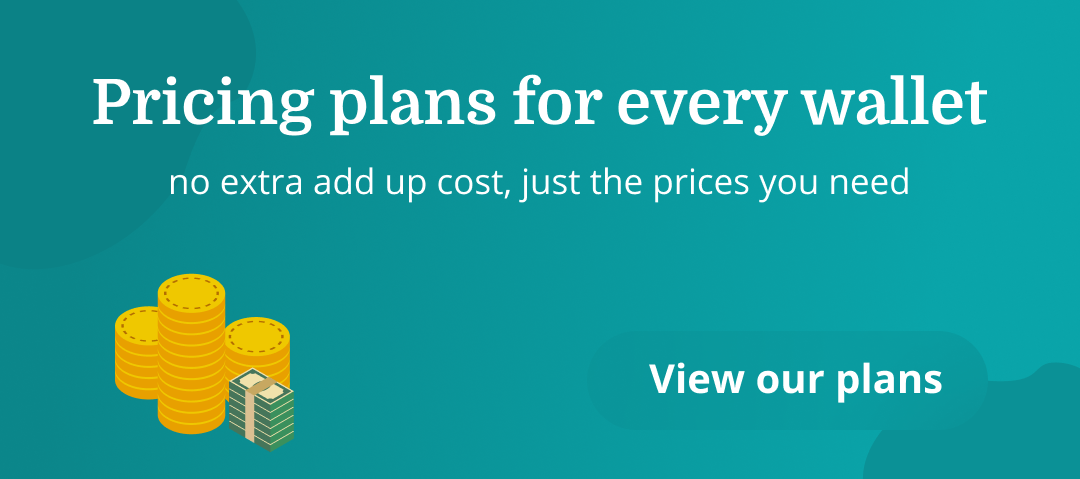 Pricing plans for every wallet
no extra add up cost, just the prices you need
View our plans